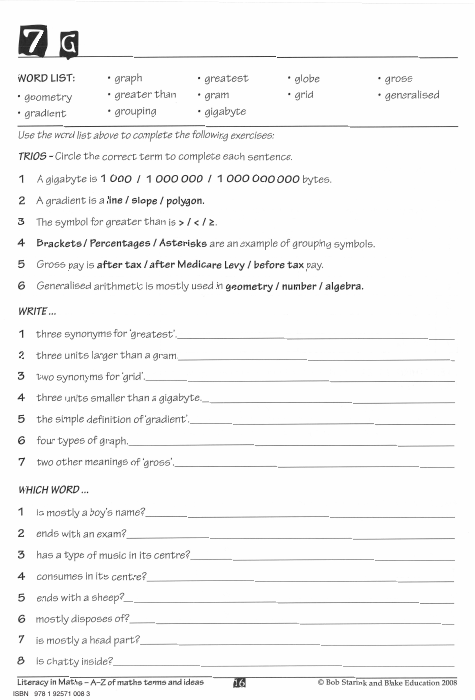 7 G
WORD LIST: • graph • greatest • globe • gross
• geometry • greater than • gram • grid • generalised
• gradient • grouping • gigabyte
Use the word list above to complete the following exercises:
TRIOS – Circle the correct term to complete each sentence.
1 A gigabyte is 1 000 / 1 000 000 / 1 000 000 000 bytes.
2 A gradient is a line / slope / polygon.
3 The symbol for greater than is > / < / ≥.
4 Brackets / Percentages / Asterisks are an example of grouping symbols.
5 Gross pay is after tax / after Medicare Levy / before tax pay.
6 Generalised arithmetic is mostly used in geometry / number / algebra.
WRITE ...
1 three synonyms for 'greatest'.
2 three units larger than a gram
3 two synonyms for 'grid'.
4 three units smaller than a gigabyte.
5 the simple definition of 'gradient'.
6 four types of graph.
7 two other meanings of 'gross'.
WHICH WORD ...
1 is mostly a boy's name?
2 ends with an exam?
3 has a type of music in its centre?
4 consumes in its centre?
5 ends with a sheep?
6 mostly disposes of?
7 is mostly a head part?
8 is chatty inside?
Literacy in Maths – A–Z of maths terms and ideas 16 © Bob Starink and Blake Education 2008
ISBN 978 1 92571 008 3